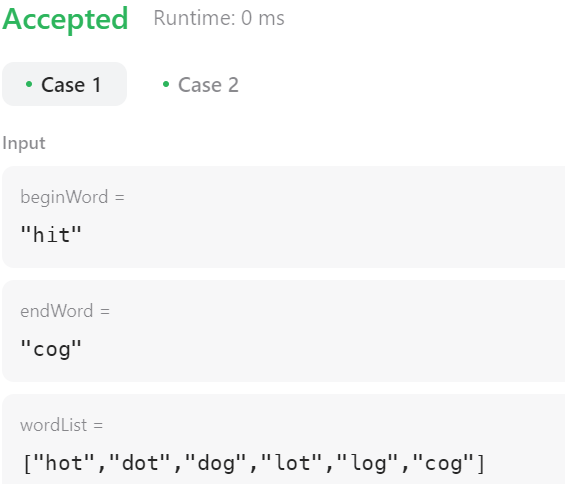 Accepted Runtime: 0 ms
• Case 1 • Case 2
Input
beginWord =
"hit"
endWord =
"cog"
wordList =
["hot","dot","dog","lot","log","cog"]